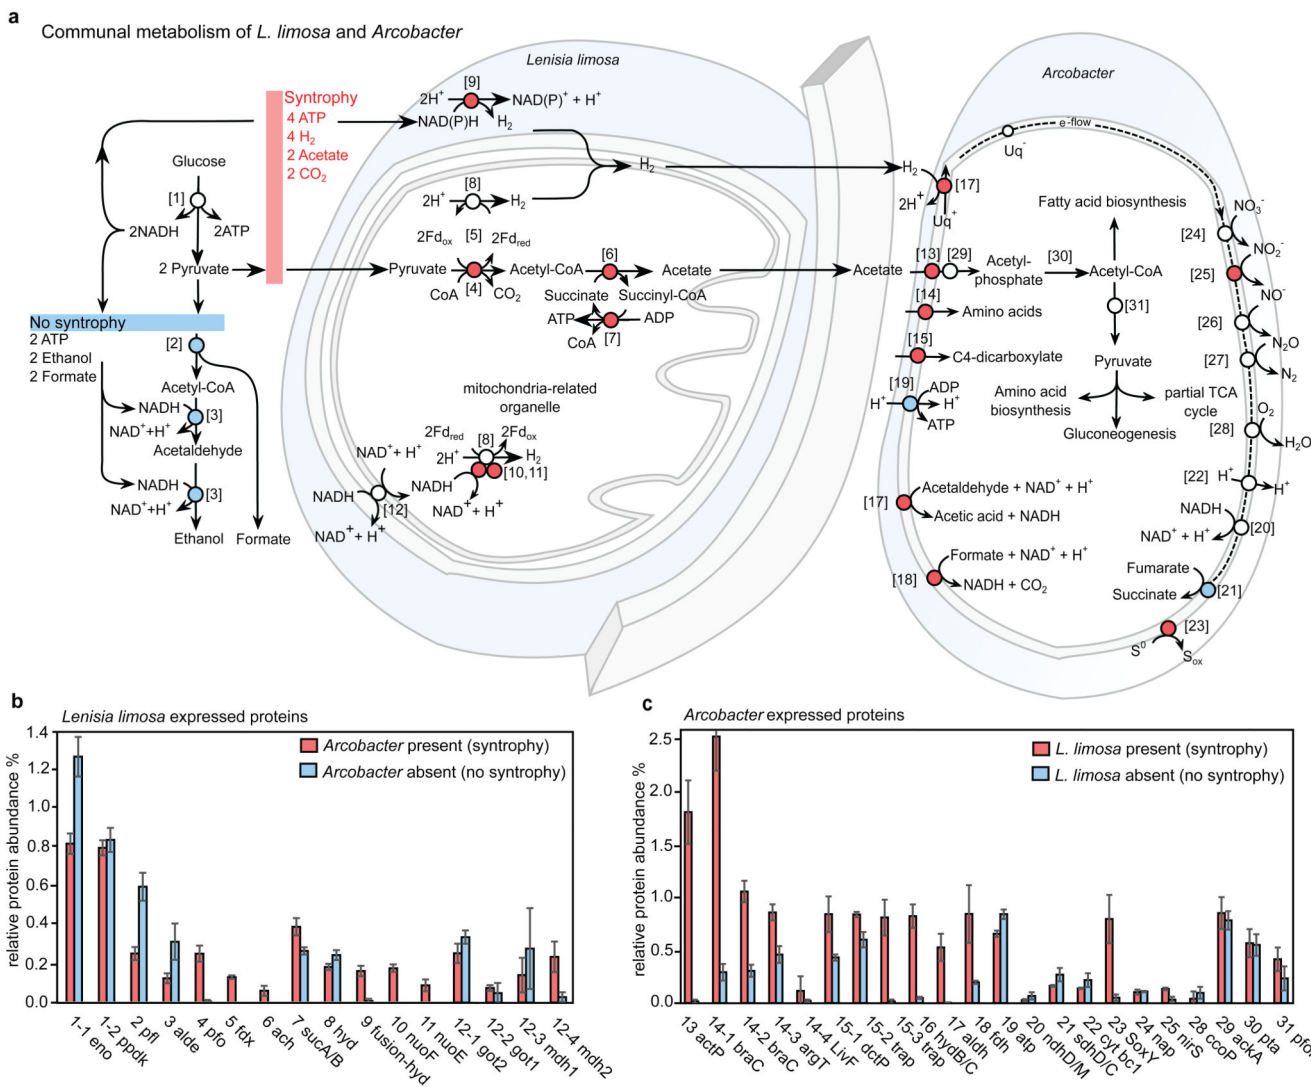 a
Communal metabolism of L. limosa and Arcobacter
Syntrophy
4 ATP
4 H2
2 Acetate
2 CO2
Glucose
[1]
2NADH
2ATP
2 Pyruvate
No syntrophy
2 ATP
2 Ethanol
2 Formate
[2]
Acetyl-CoA
NADH
[3]
NAD⁺+H⁺
Acetaldehyde
NADH
[3]
NAD⁺+H⁺
Ethanol
Formate
Lenisia limosa
[9]
2H⁺
NAD(P)⁺ + H⁺
NAD(P)H
H2
H2
[8]
2H⁺
H2
2Fdox
[5]
2Fdred
Pyruvate
Acetyl-CoA
[6]
Acetate
CoA
[4]
CO2
Succinate
Succinyl-CoA
ATP
ADP
CoA
[7]
mitochondria-related
organelle
2Fdred
[8]
2Fdox
2H⁺
H2
NAD⁺+ H⁺
NADH
[10,11]
NADH
[12]
NAD⁺ + H⁺
NAD⁺ + H⁺
Arcobacter
e⁻-flow
Uq⁻
H2
[17]
2H⁺
Uq⁺
Fatty acid biosynthesis
Acetate
[13]
[29]
Acetyl-
phosphate
[30]
Acetyl-CoA
[14]
Amino acids
[31]
[15]
C4-dicarboxylate
Pyruvate
[19]
ADP
H⁺
H⁺
ATP
Amino acid
biosynthesis
partial TCA
cycle
Gluconeogenesis
[24]
NO3⁻
NO2⁻
[25]
NO⁻
[26]
N2O
[27]
N2
O2
[28]
H2O
[22]
H⁺
H⁺
NADH
NAD⁺ + H⁺
[20]
Fumarate
Succinate
[21]
[23]
S⁰
Sox
[17]
Acetaldehyde + NAD⁺ + H⁺
Acetic acid + NADH
[18]
Formate + NAD⁺ + H⁺
NADH + CO2
b
Lenisia limosa expressed proteins
relative protein abundance %
1.4
1.2
1.0
0.8
0.6
0.4
0.2
0.0
Arcobacter present (syntrophy)
Arcobacter absent (no syntrophy)
1-1 eno
1-2 ppdk
2 pfl
3 alde
4 pfo
5 fdx
6 ach
7 sucA/B
8 hyd
9 fusion-hyd
10 nuoF
11 nuoE
12-1 got2
12-2 got1
12-3 mdh1
12-4 mdh2
c
Arcobacter expressed proteins
relative protein abundance %
2.5
2.0
1.5
1.0
0.5
0.0
L. limosa present (syntrophy)
L. limosa absent (no syntrophy)
13 actP
14-1 braC
14-2 braC
14-3 argT
14-4 LivF
15-1 dctP
15-2 trap
15-3 trap
16 hydB/C
17 aldh
18 fdh
19 atp
20 ndhD/M
21 sdhD/C
22 cyt bc1
23 SoxY
24 nap
25 nirS
28 ccoP
29 ackA
30 pta
31 pfor